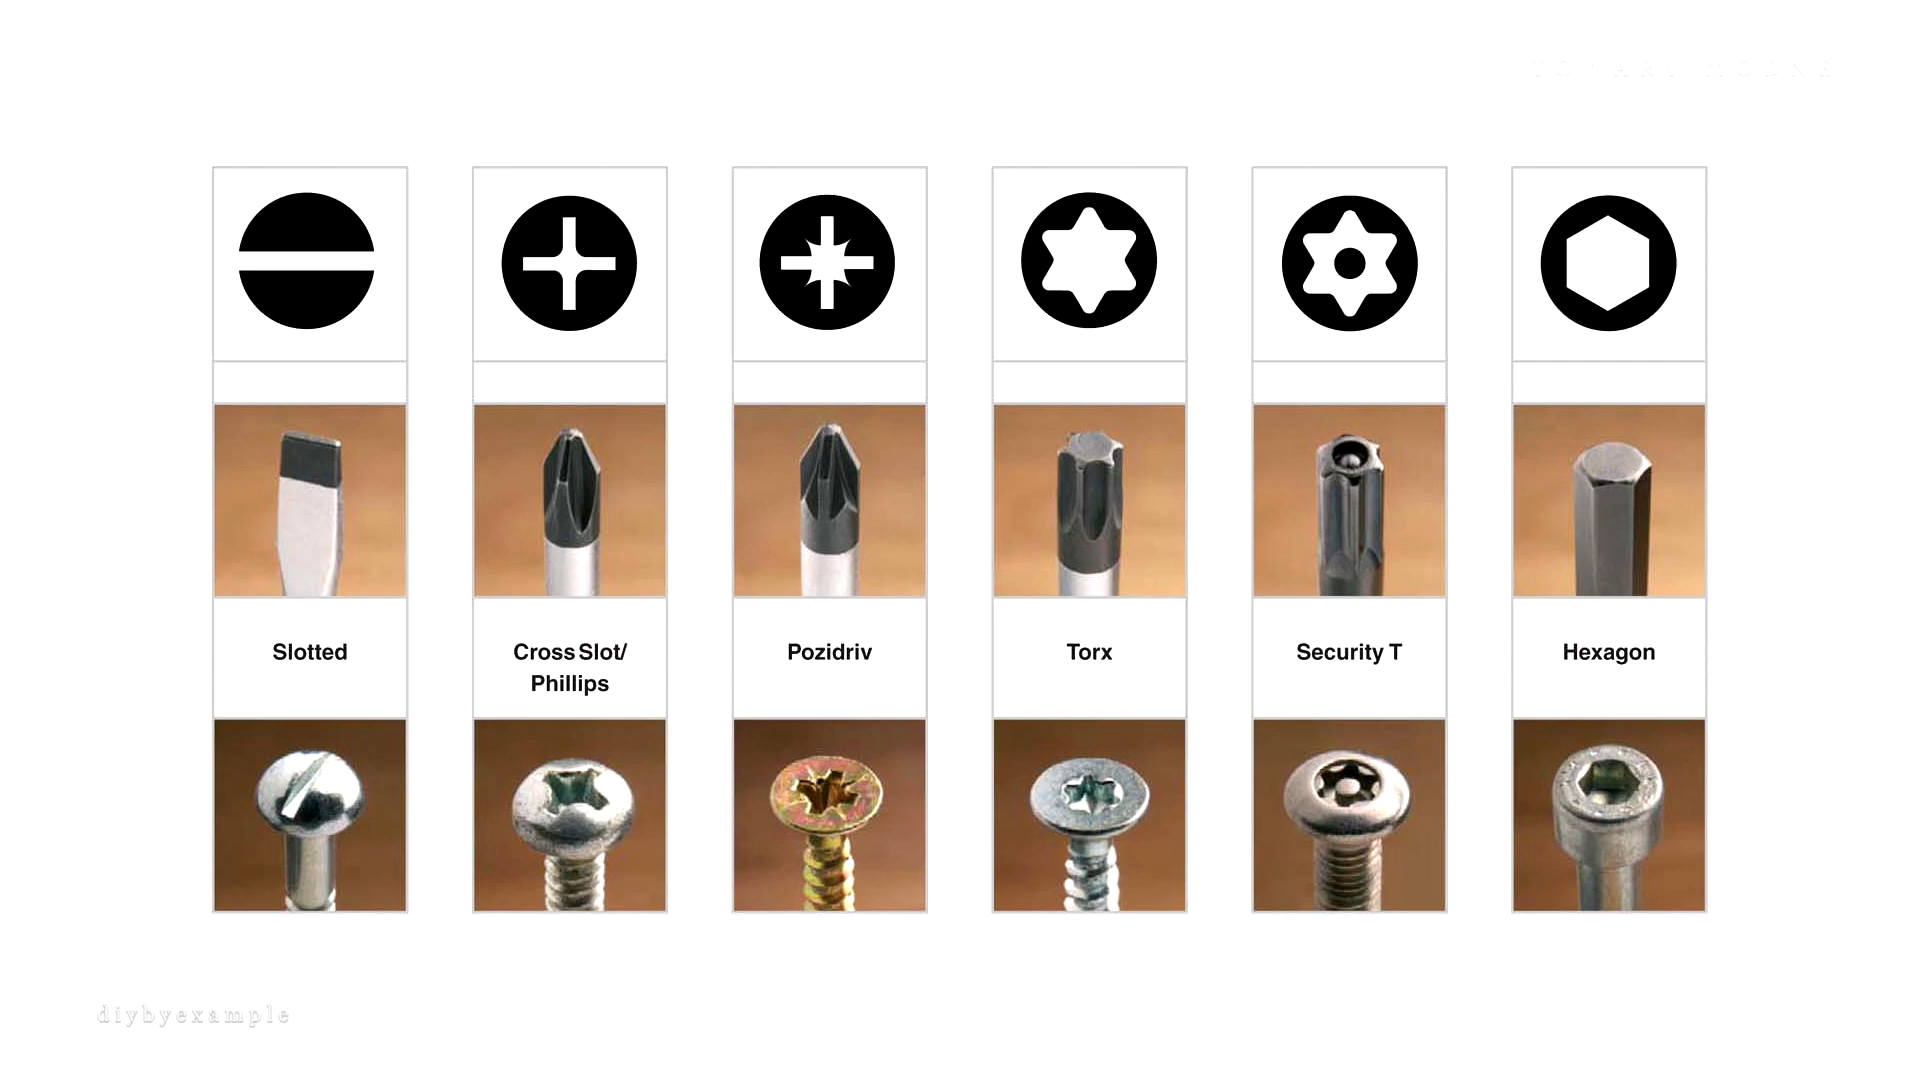 Slotted
Cross Slot/
Phillips
Pozidriv
Torx
Security T
Hexagon
diybyexample